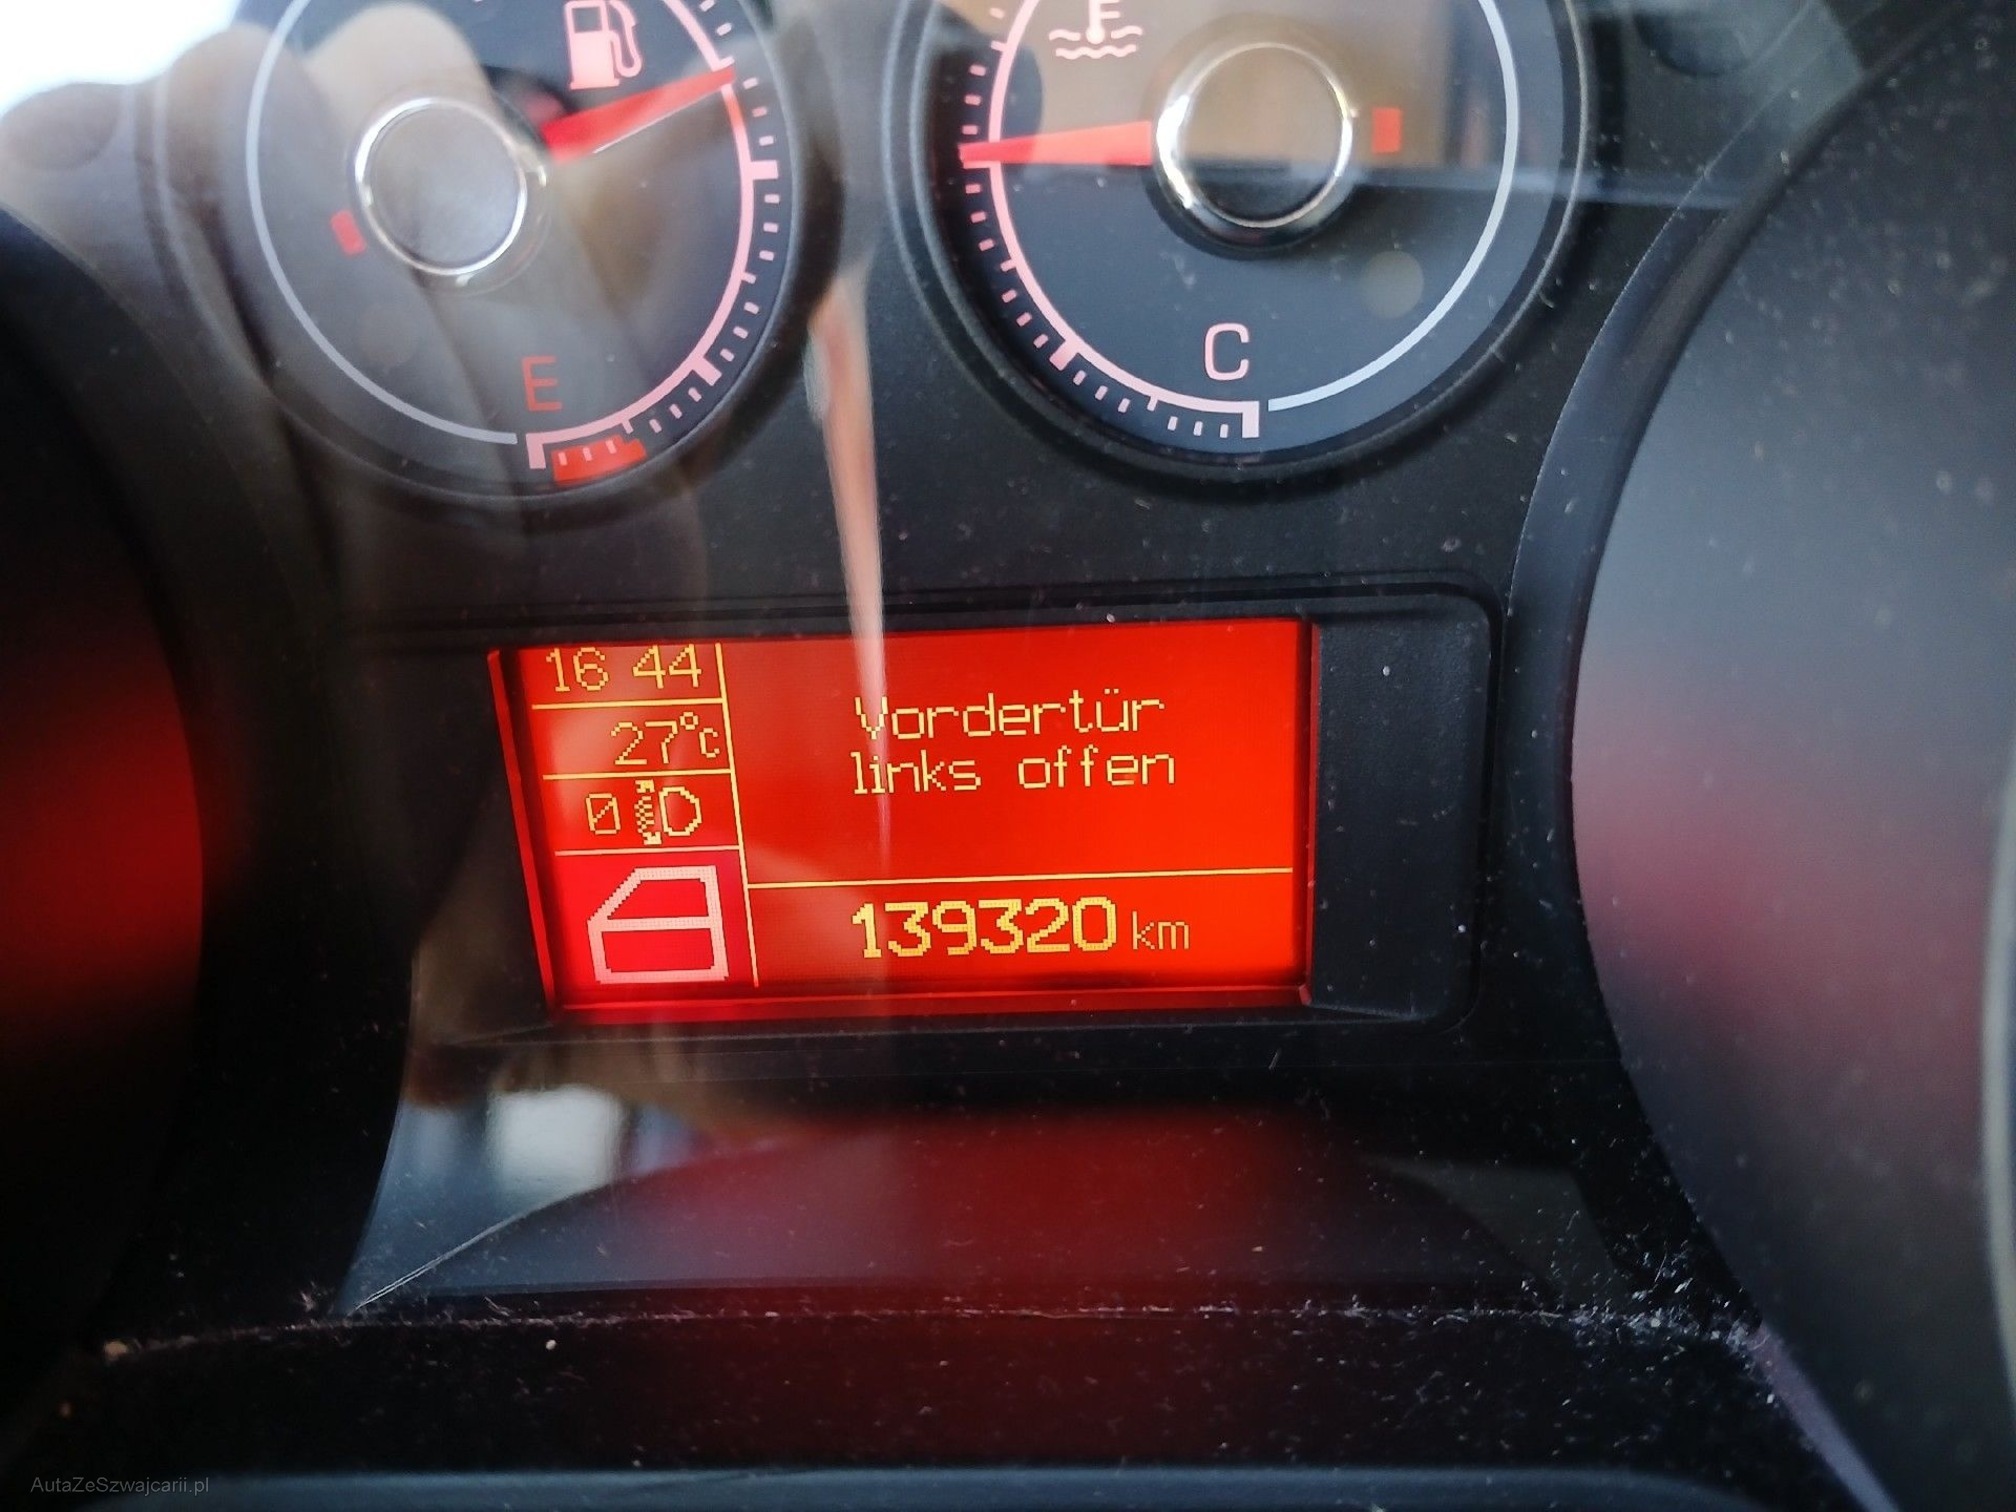 E
C
16 44
27°c
0
Vordertür
links offen
139320 km
AutaZeSzwajcarii.pl